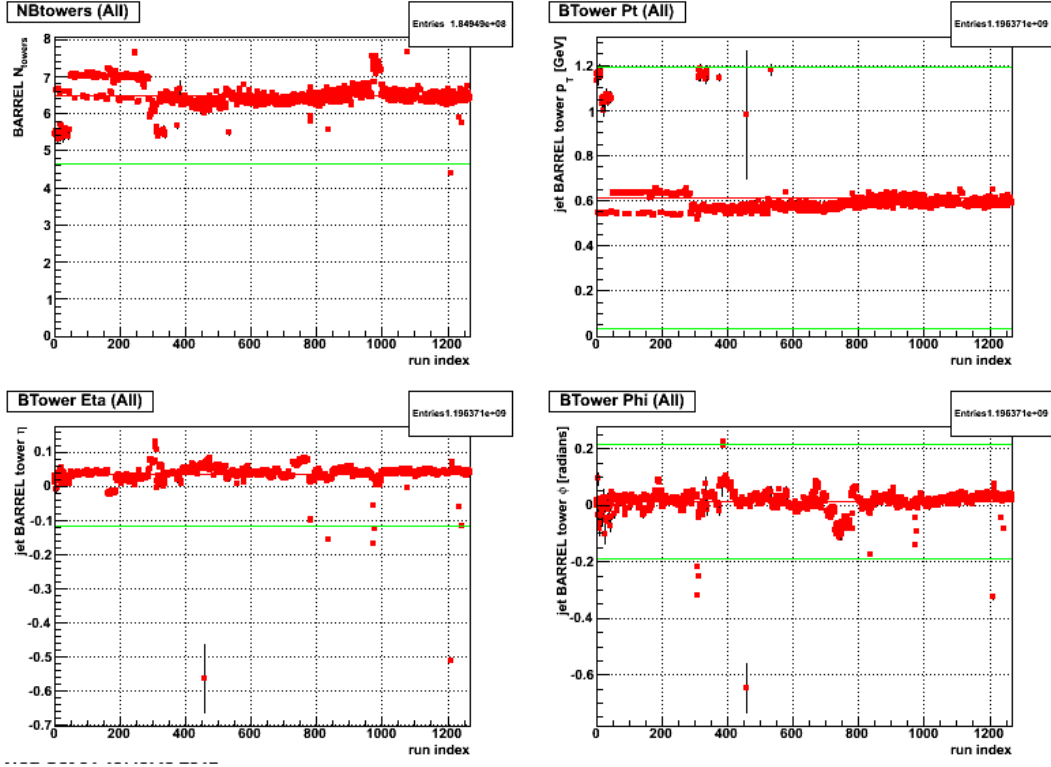 NBtowers (All)
Entries 1.84949e+08
BARREL Ntowers
8
7
6
5
4
3
2
1
0
0 200 400 600 800 1000 1200
run index
BTower Pt (All)
Entries1.196371e+09
jet BARREL tower pT [GeV]
1.2
1
0.8
0.6
0.4
0.2
0
0 200 400 600 800 1000 1200
run index
BTower Eta (All)
Entries1.196371e+09
jet BARREL tower η
0.1
0
-0.1
-0.2
-0.3
-0.4
-0.5
-0.6
-0.7
0 200 400 600 800 1000 1200
run index
BTower Phi (All)
Entries1.196371e+09
jet BARREL tower ϕ [radians]
0.2
0
-0.2
-0.4
-0.6
0 200 400 600 800 1000 1200
run index